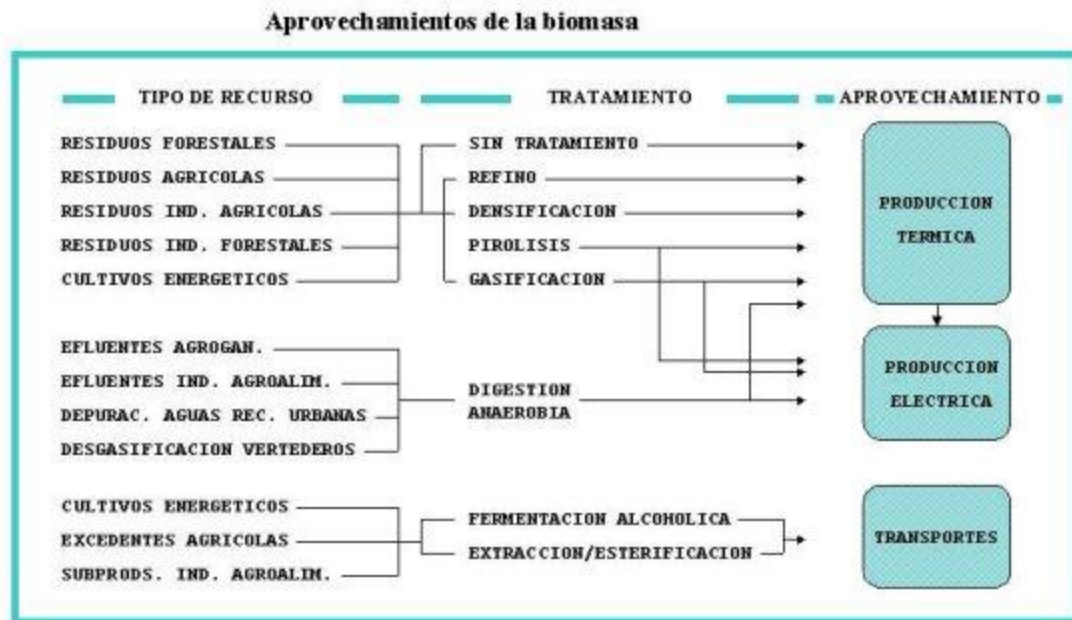 Aprovechamientos de la biomasa
TIPO DE RECURSO
TRATAMIENTO
APROVECHAMIENTO
RESIDUOS FORESTALES
RESIDUOS AGRICOLAS
RESIDUOS IND. AGRICOLAS
RESIDUOS IND. FORESTALES
CULTIVOS ENERGETICOS
SIN TRATAMIENTO
REFINO
DENSIFICACION
PIROLISIS
GASIFICACION
PRODUCCION
TERMICA
EFLUENTES AGROGAN.
EFLUENTES IND. AGROALIM.
DEPURAC. AGUAS REC. URBANAS
DESGASIFICACION VERTEDEROS
DIGESTION
ANAEROBIA
PRODUCCION
ELECTRICA
CULTIVOS ENERGETICOS
EXCEDENTES AGRICOLAS
SUBPRODS. IND. AGROALIM.
FERMENTACION ALCOHOLICA
EXTRACCION/ESTERIFICACION
TRANSPORTES